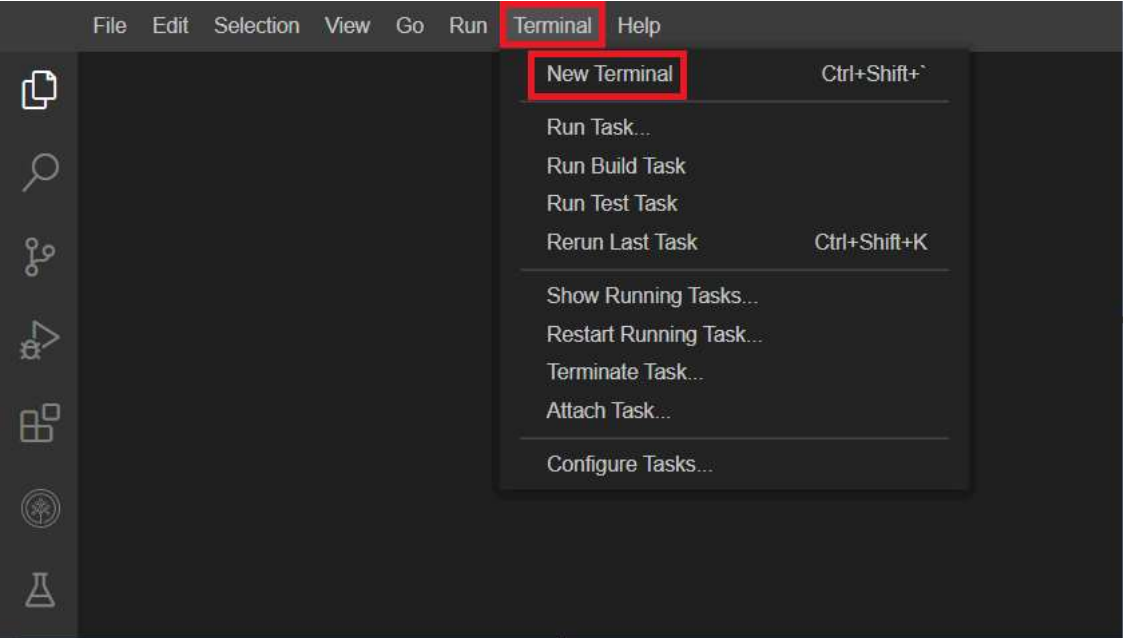 File Edit Selection View Go Run Terminal Help
New Terminal Ctrl+Shift+`
Run Task...
Run Build Task
Run Test Task
Rerun Last Task Ctrl+Shift+K
Show Running Tasks...
Restart Running Task...
Terminate Task...
Attach Task...
Configure Tasks...